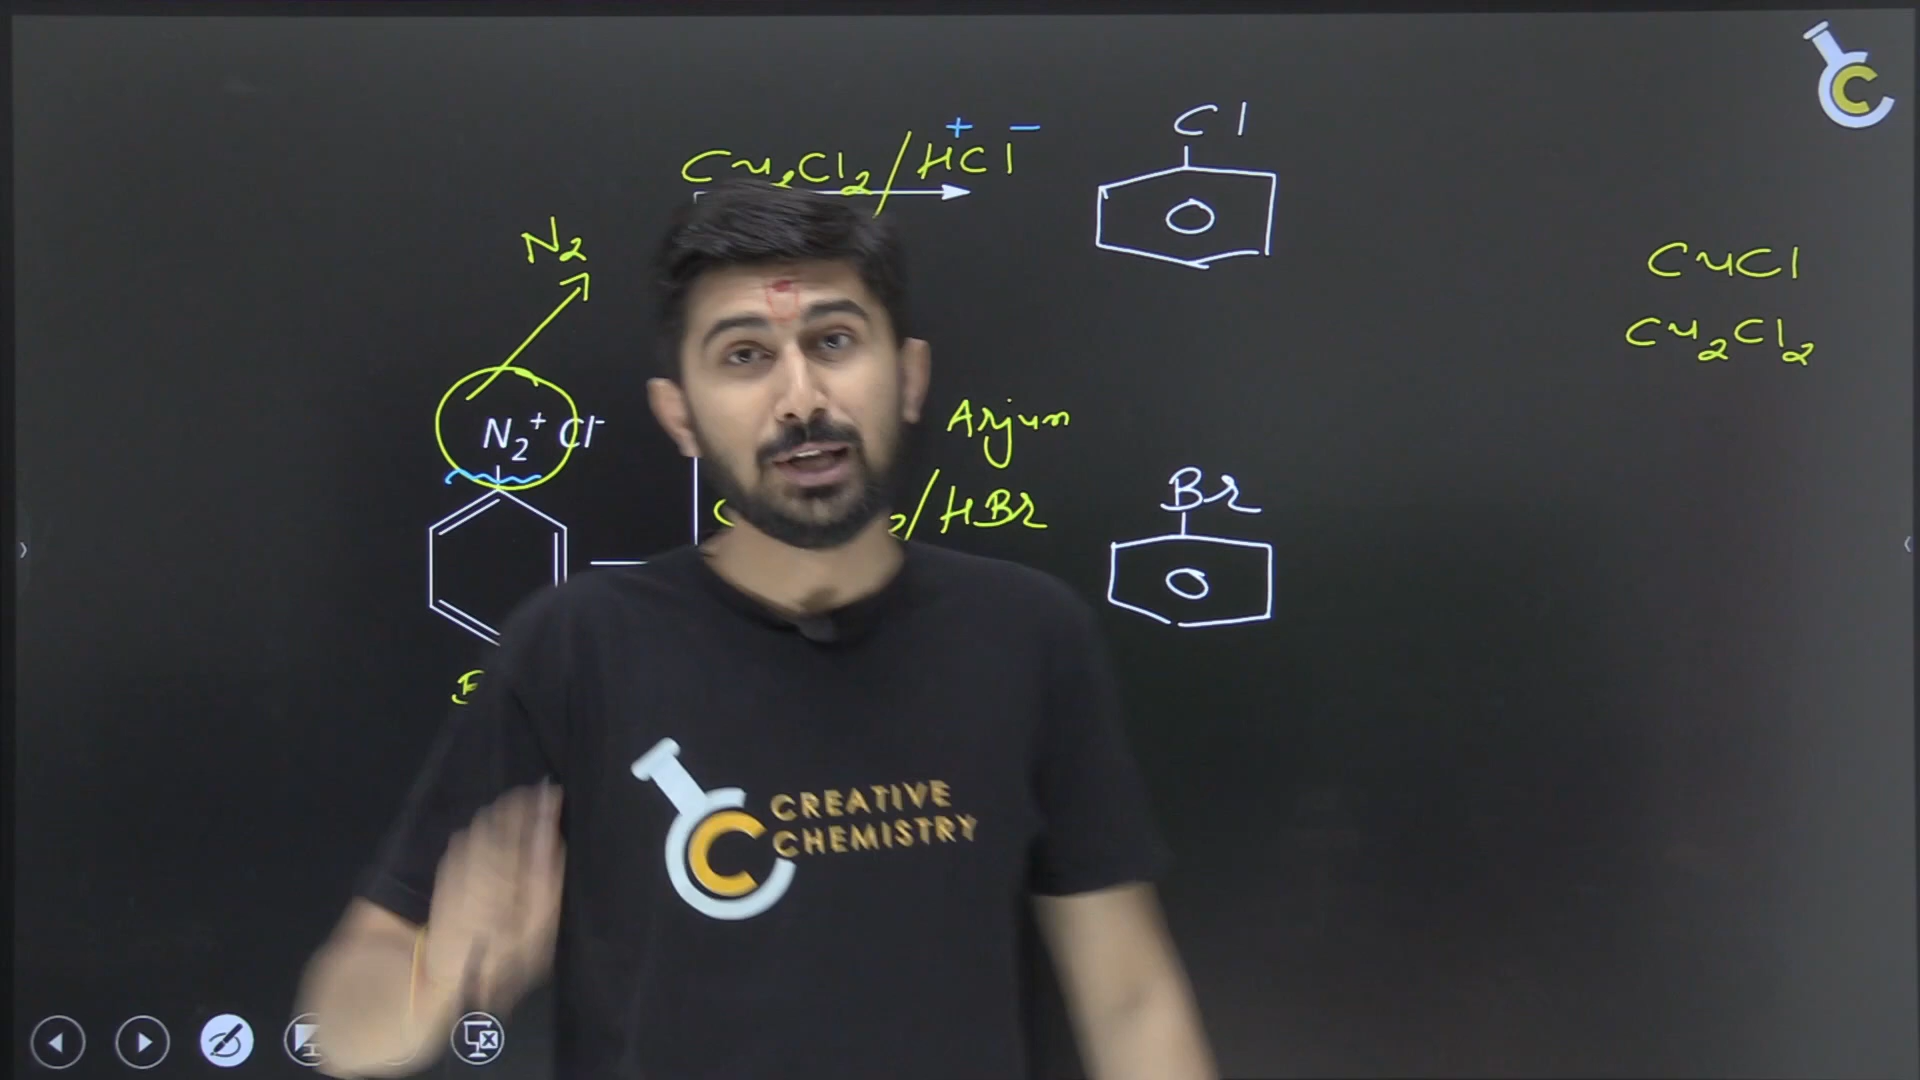 Cu₂Cl₂/HCl
+ −
Cl
N₂
CuCl
Cu₂Cl₂
N₂⁺ Cl⁻
Arjun
/HBr
Br
CREATIVE
CHEMISTRY